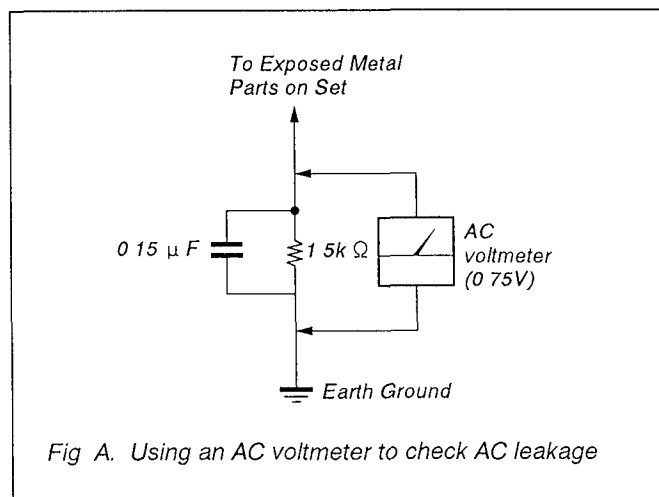 To Exposed Metal
Parts on Set
0 15 μ F
1 5k Ω
AC
voltmeter
(0 75V)
Earth Ground
Fig A. Using an AC voltmeter to check AC leakage